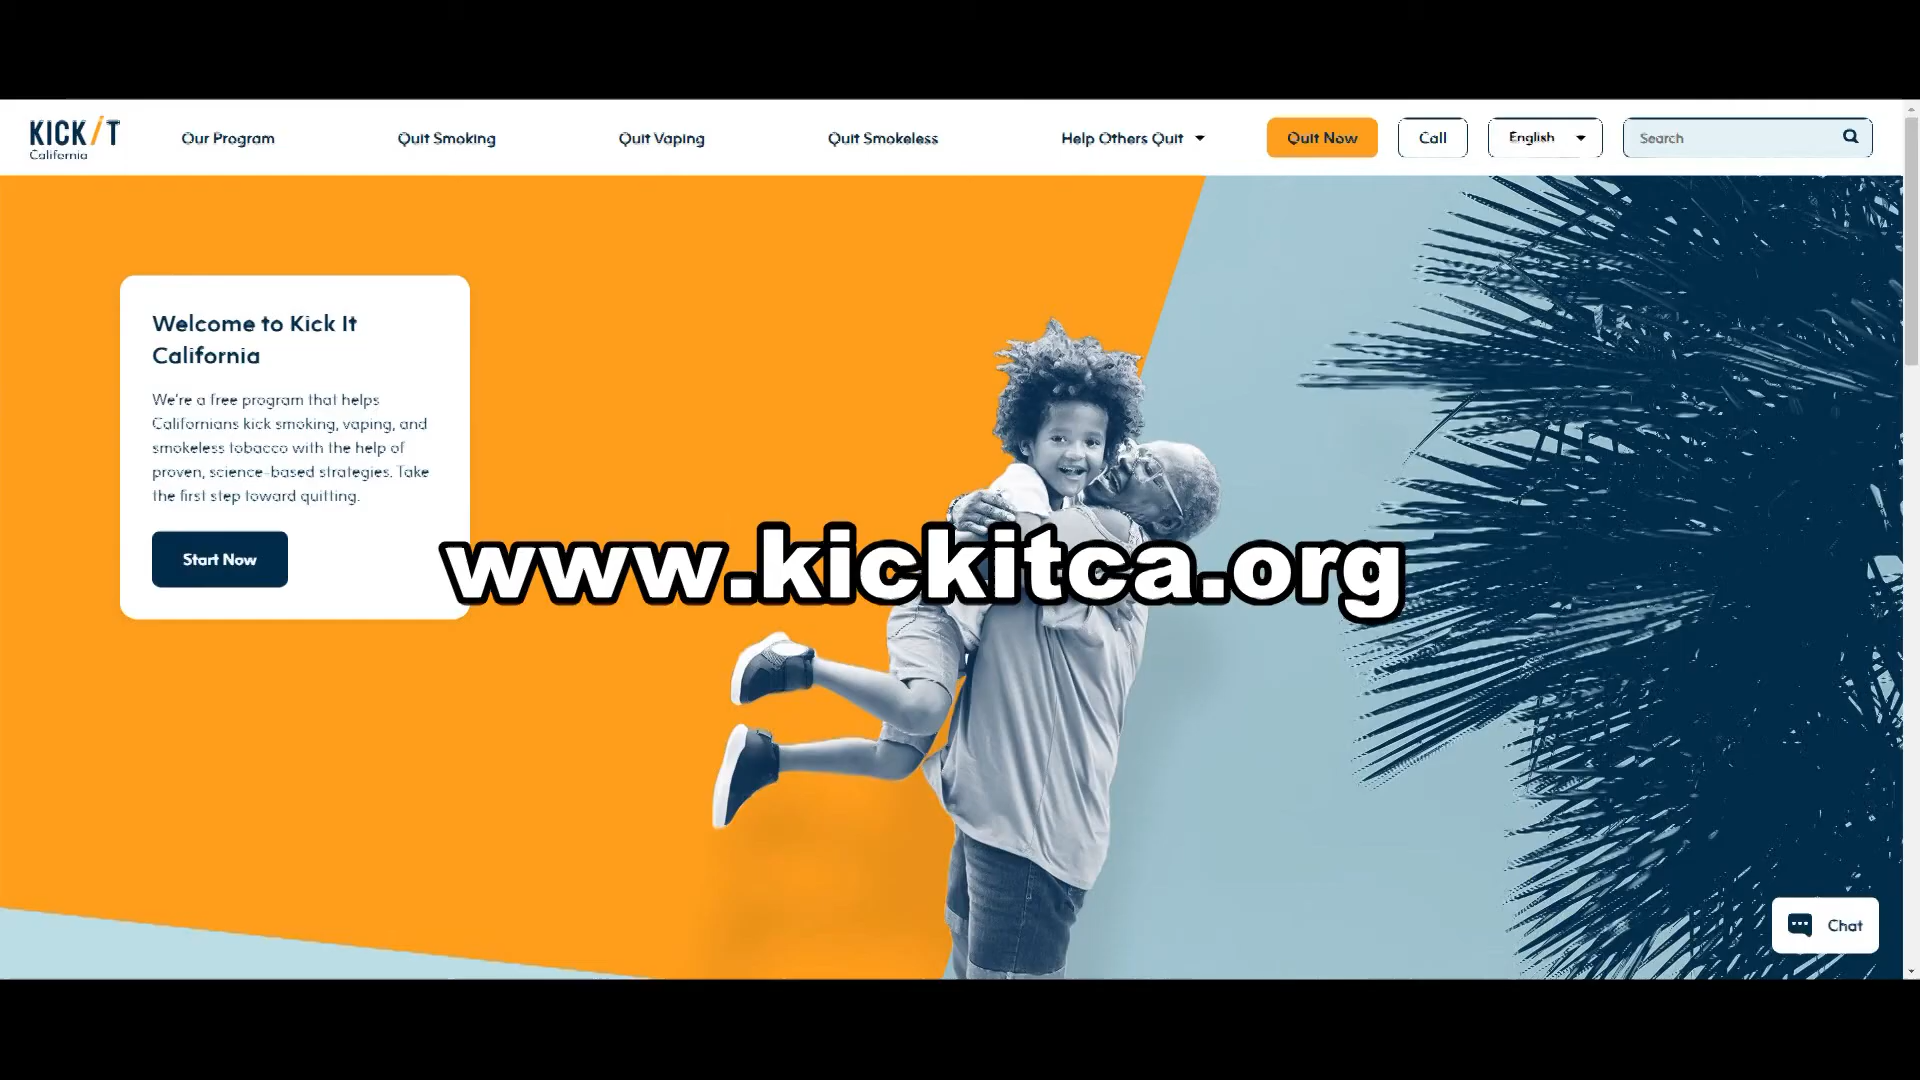 KICK IT
California
Our Program
Quit Smoking
Quit Vaping
Quit Smokeless
Help Others Quit
Quit Now
Call
English
Search
Welcome to Kick It
California
We're a free program that helps
Californians kick smoking, vaping, and
smokeless tobacco with the help of
proven, science-based strategies. Take
the first step toward quitting.
Start Now
www.kickitca.org
Chat